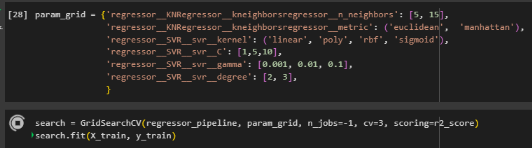 [28] param_grid = {'regressor__KNRegressor__kneighborsregressor__n_neighbors': [5, 15],
'regressor__KNRegressor__kneighborsregressor__metric': ('euclidean', 'manhattan'),
'regressor__SVR__svr__kernel': ('linear', 'poly', 'rbf', 'sigmoid'),
'regressor__SVR__svr__C': [1,5,10],
'regressor__SVR__svr__gamma': [0.001, 0.01, 0.1],
'regressor__SVR__svr__degree': [2, 3],
}
search = GridSearchCV(regressor_pipeline, param_grid, n_jobs=-1, cv=3, scoring=r2_score)
search.fit(X_train, y_train)